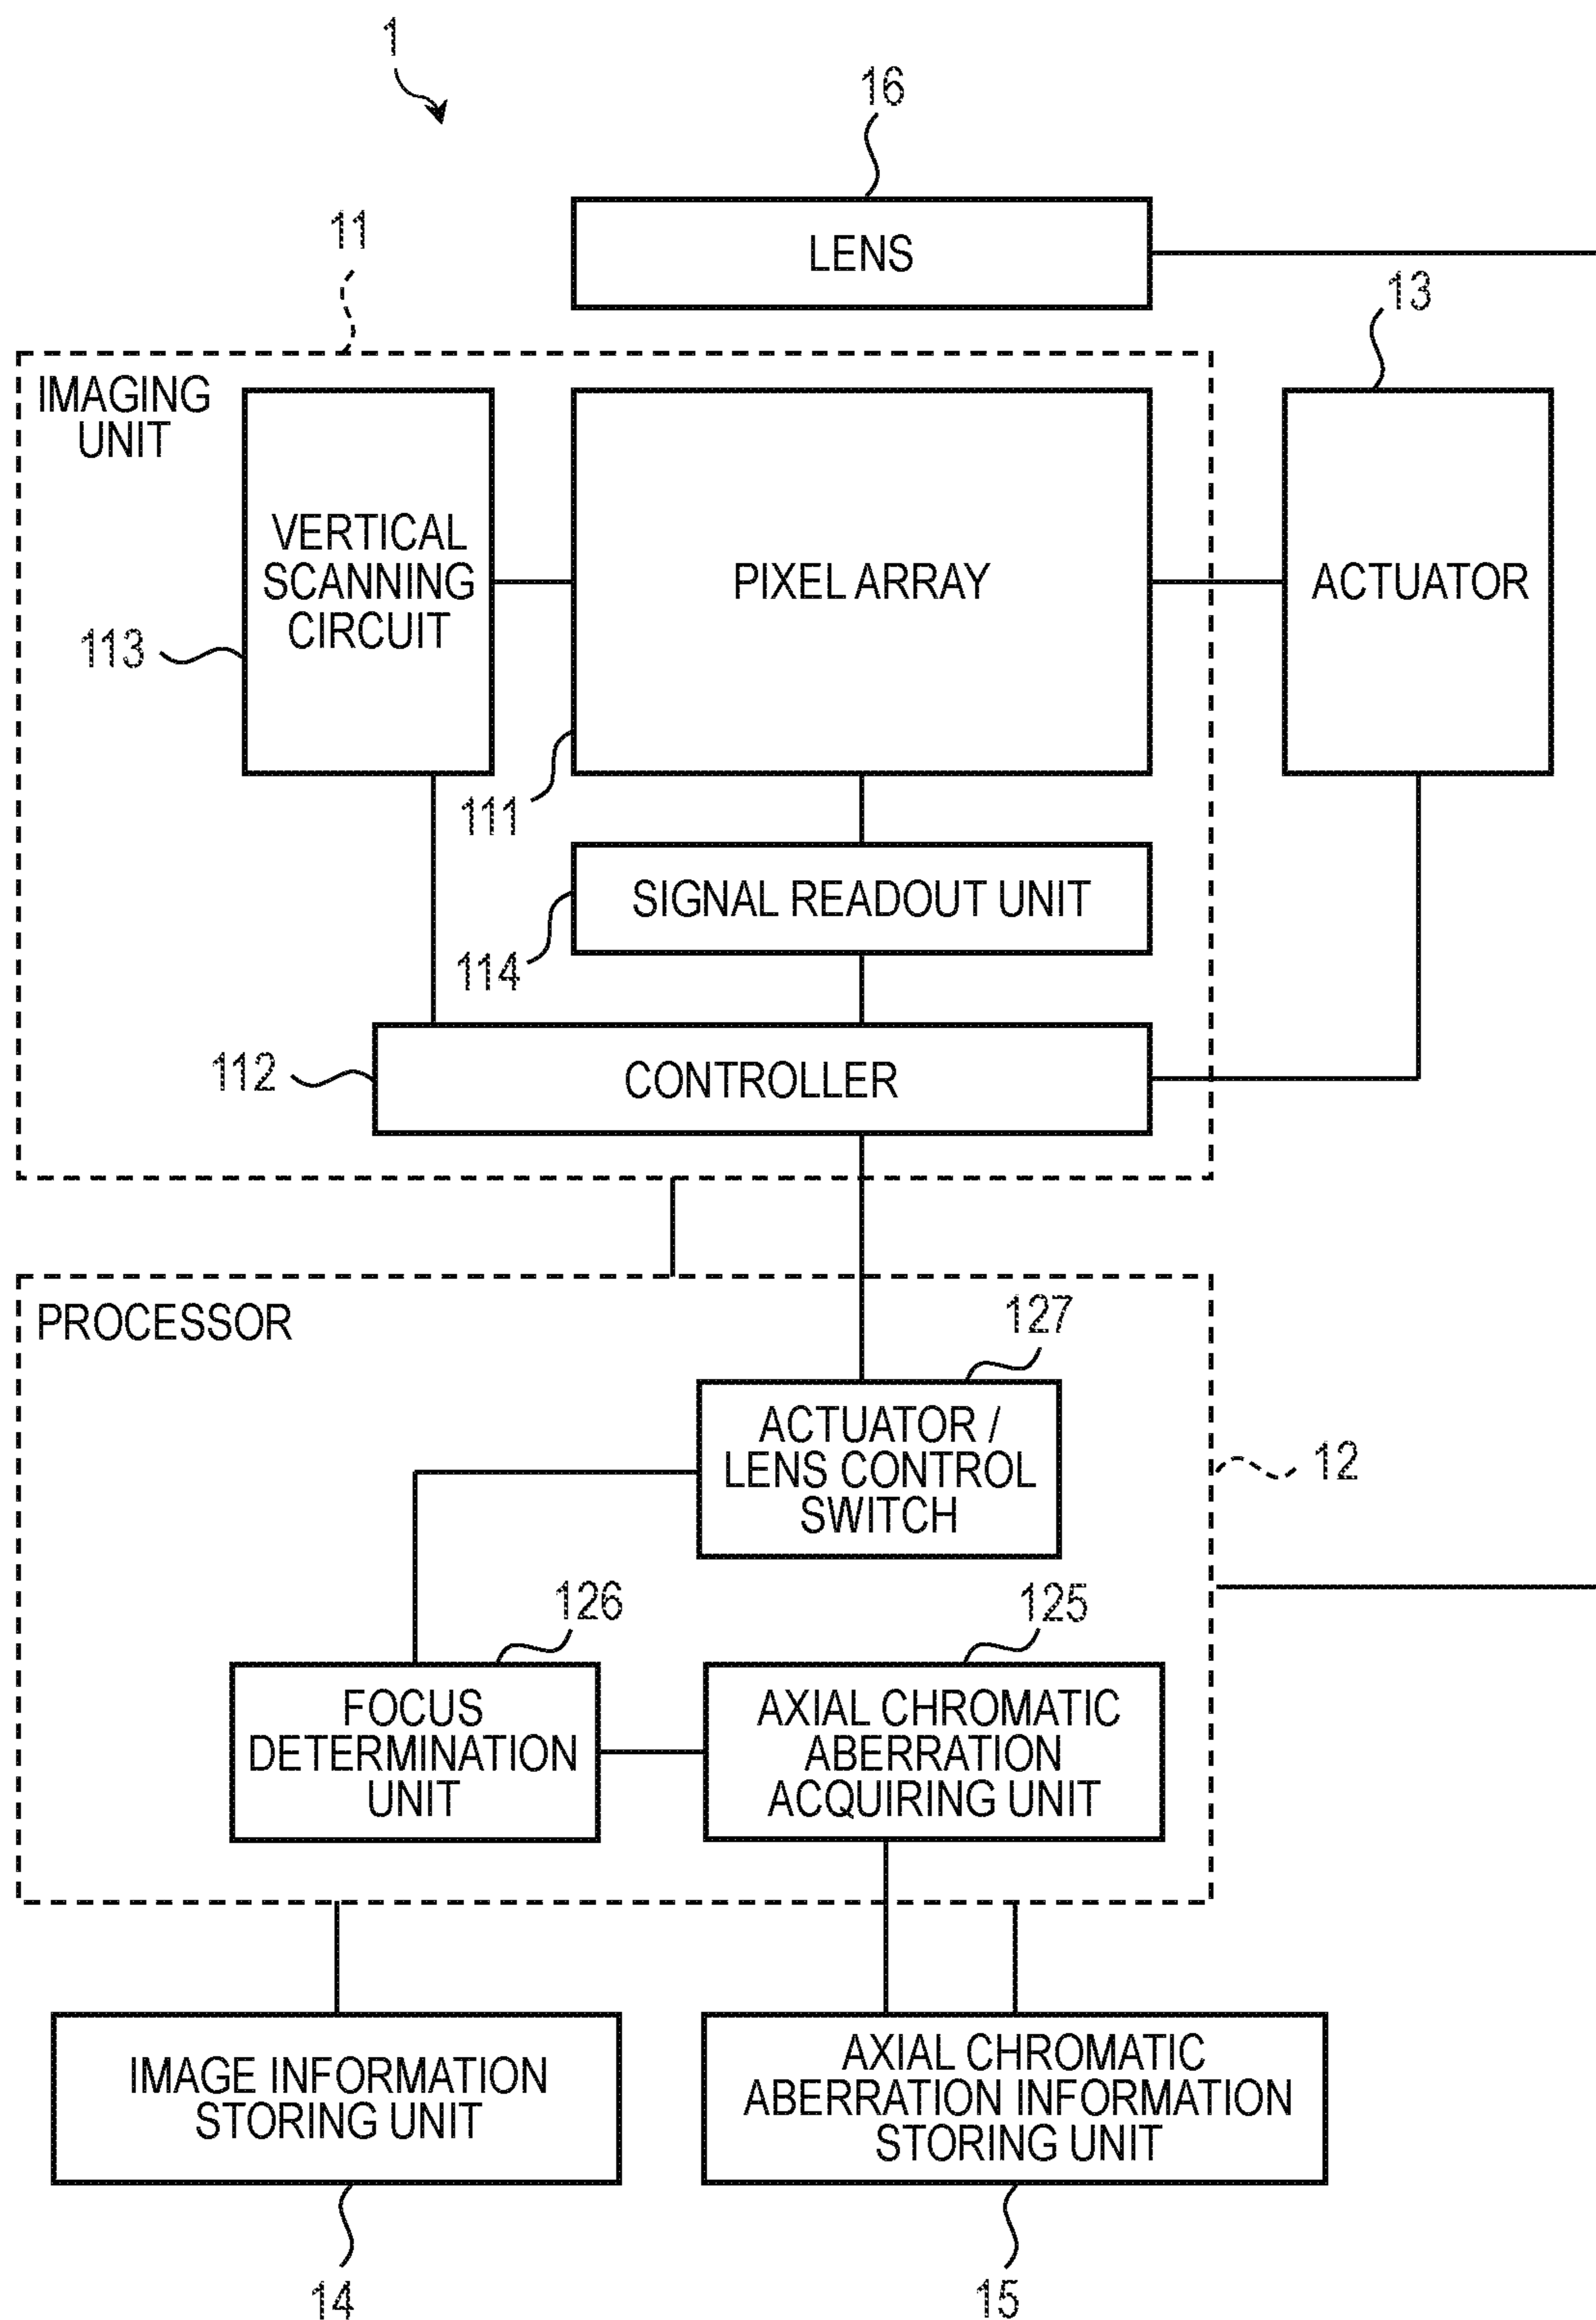 1
16
LENS
11
13
IMAGING
UNIT
VERTICAL
SCANNING
CIRCUIT
PIXEL ARRAY
ACTUATOR
113
111
SIGNAL READOUT UNIT
114
112
CONTROLLER
PROCESSOR
127
ACTUATOR /
LENS CONTROL
SWITCH
12
126
125
FOCUS
DETERMINATION
UNIT
AXIAL CHROMATIC
ABERRATION
ACQUIRING UNIT
IMAGE INFORMATION
STORING UNIT
AXIAL CHROMATIC
ABERRATION INFORMATION
STORING UNIT
14
15